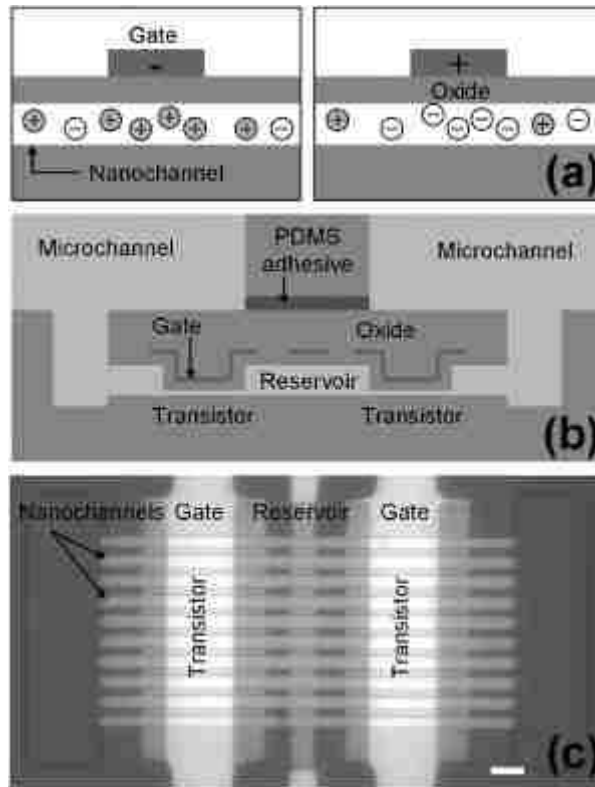 Gate
-
+
Oxide
Nanochannel
(a)
Microchannel
PDMS
adhesive
Microchannel
Gate
Oxide
Reservoir
Transistor
Transistor
(b)
Nanochannels
Gate
Reservoir
Gate
Transistor
Transistor
(c)